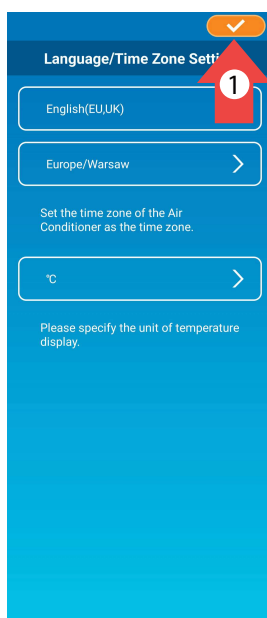 Language/Time Zone Setti
1
English(EU,UK)
Europe/Warsaw
Set the time zone of the Air
Conditioner as the time zone.
℃
Please specify the unit of temperature
display.